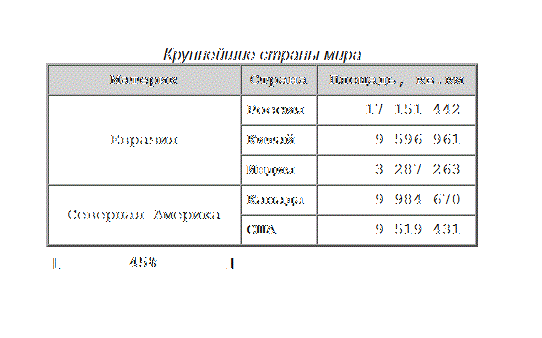 Крупнейшие страны мира
Материк Страна Площадь, кв.км
Евразия
Россия 17 151 442
Китай 9 596 961
Индия 3 287 263
Северная Америка
Канада 9 984 670
США 9 519 431
45%